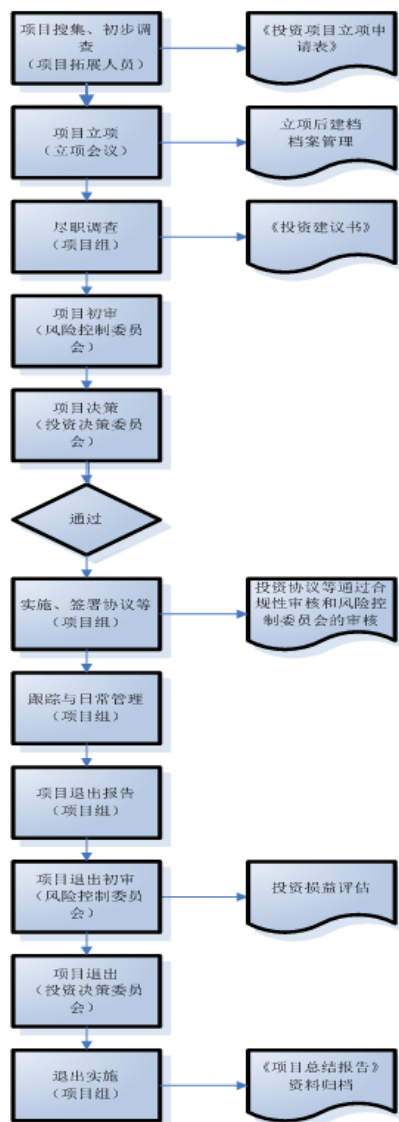 项目搜集、初步调
查
（项目拓展人员）
《投资项目立项申
请表》
项目立项
（立项会议）
立项后建档
档案管理
尽职调查
（项目组）
《投资建议书》
项目初审
（风险控制委员
会）
项目决策
（投资决策委员
会）
通过
实施、签署协议等
（项目组）
投资协议等通过合
规性审核和风险控
制委员会的审核
跟踪与日常管理
（项目组）
项目退出报告
（项目组）
项目退出初审
（风险控制委员
会）
投资损益评估
项目退出
（投资决策委员
会）
退出实施
（项目组）
《项目总结报告》
资料归档